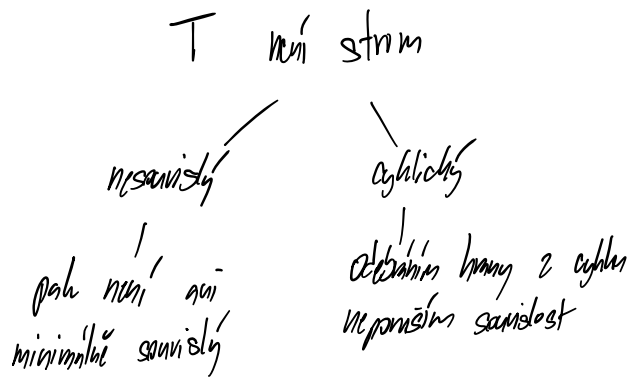 T není strom
nesouvislý
cyklický
pak není ani
minimálně souvislý
odebráním hrany z cyklu
neporuším souvislost